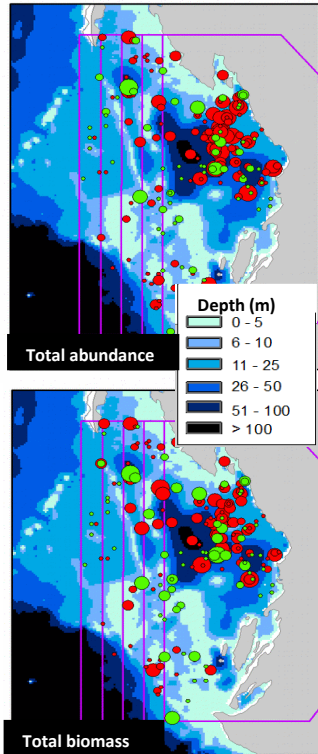 Depth (m)
0 - 5
6 - 10
11 - 25
26 - 50
51 - 100
> 100
Total abundance
Total biomass